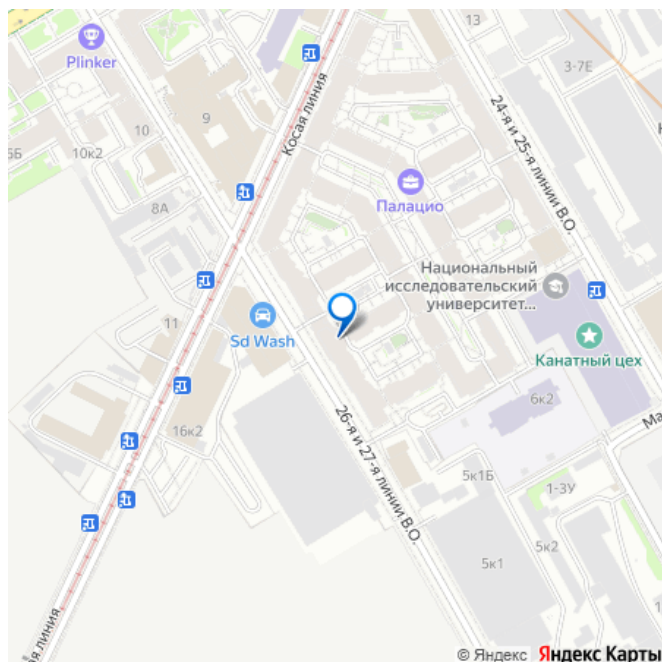 Plinker
13
3-7Е
10
9
10к2
Косая линия
24-я и 25-я линии В.О.
8А
Палацио
Национальный
исследовательский
университет...
11
Sd Wash
Канатный цех
16к2
6к2
26-я и 27-я линии В.О.
5к1Б
1-3У
5к2
5к1
© Яндекс Яндекс Карты